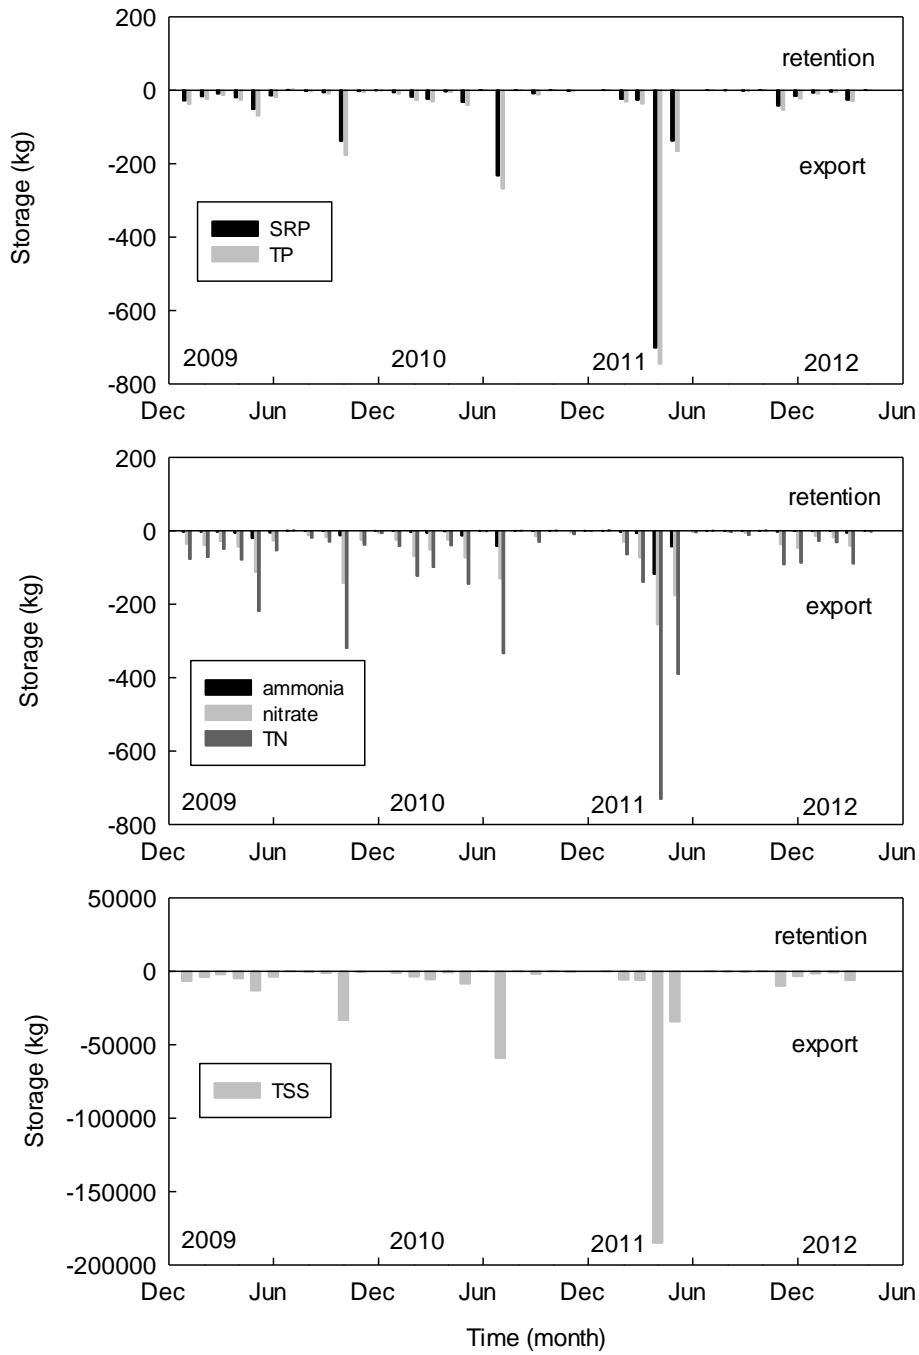 200
retention
0
-200
export
Storage (kg)
SRP
TP
-400
-600
2009 2010 2011 2012
-800
Dec Jun Dec Jun Dec Jun Dec Jun
200
retention
0
-200
export
Storage (kg)
-400
ammonia
nitrate
TN
-600
2009 2010 2011 2012
-800
Dec Jun Dec Jun Dec Jun Dec Jun
50000
retention
0
-50000
export
Storage (kg)
TSS
-100000
-150000
2009 2010 2011 2012
-200000
Dec Jun Dec Jun Dec Jun Dec Jun
Time (month)